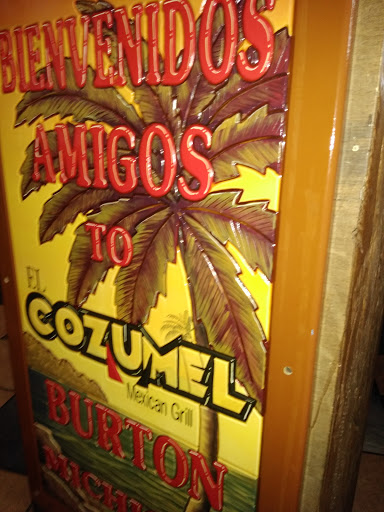 BIENVENIDOS
AMIGOS
TO
EL
COZUMEL
Mexican Grill
BURTON